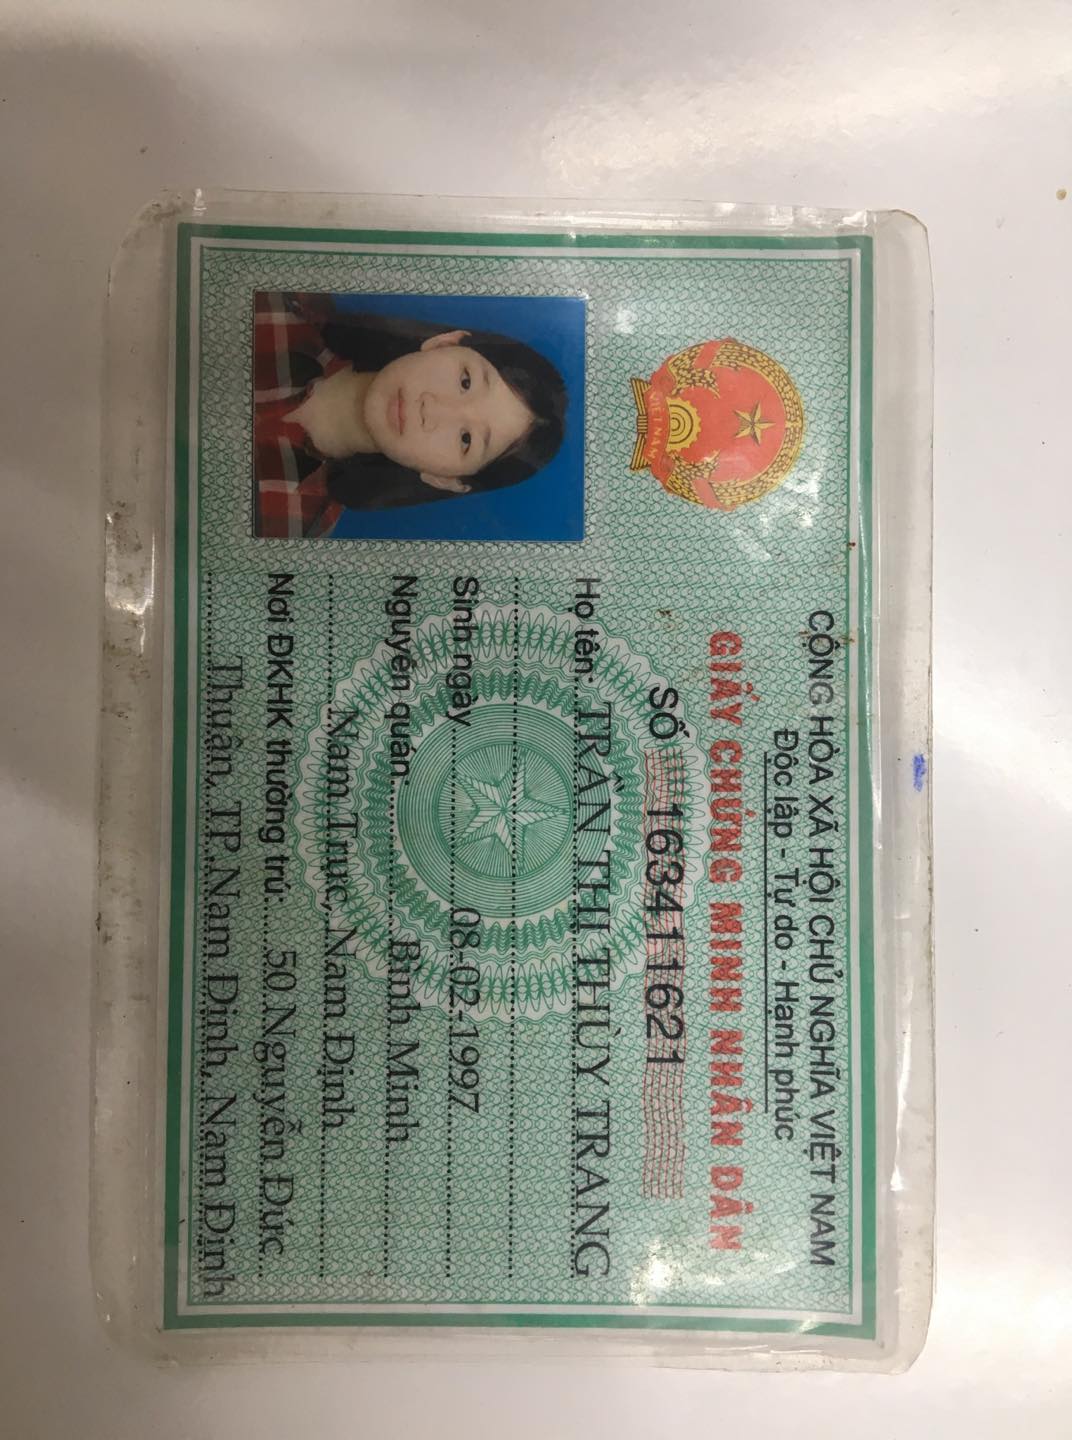 CỘNG HÒA XÃ HỘI CHỦ NGHĨA VIỆT NAM
Độc lập - Tự do - Hạnh phúc
GIẤY CHỨNG MINH NHÂN DÂN
SỐ 163411621
Họ tên: TRẦN THỊ THÙY TRANG
Sinh ngày 08-02-1997
Nguyên quán Bình Minh
Nam Trực, Nam Định
Nơi ĐKHK thường trú 50 Nguyễn Đức
Thuận, TP.Nam Định, Nam Định
VIỆT NAM